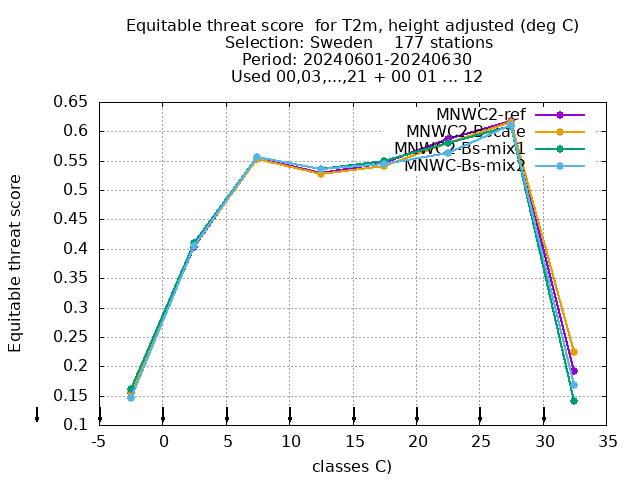 Equitable threat score  for T2m, height adjusted (deg C)
Selection: Sweden    177 stations
Period: 20240601-20240630
Used 00,03,...,21 + 00 01 ... 12
MNWC2-ref
MNWC2-Bscale
MNWC2-Bs-mix1
MNWC-Bs-mix2
Equitable threat score
0.65
0.6
0.55
0.5
0.45
0.4
0.35
0.3
0.25
0.2
0.15
0.1
-5 0 5 10 15 20 25 30 35
classes C)